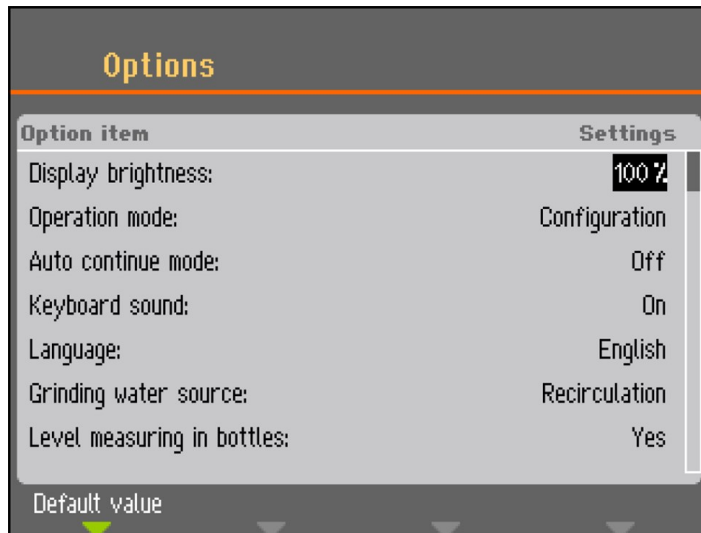 Options
Option item Settings
Display brightness: 100 %
Operation mode: Configuration
Auto continue mode: Off
Keyboard sound: On
Language: English
Grinding water source: Recirculation
Level measuring in bottles: Yes
Default value